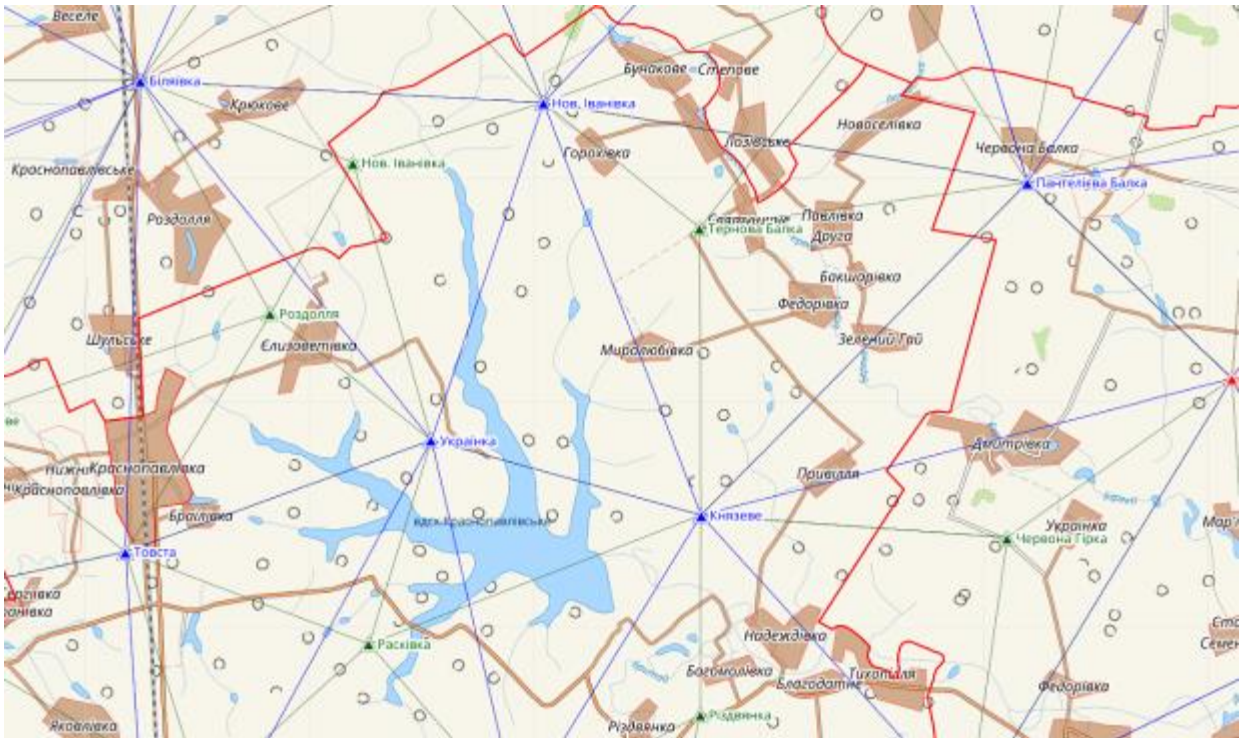 Веселе
Біляївка
Крюкове
Нов. Іванівка
Бунакове
Степове
Новоселівка
Лозівське
Горохівка
Червона Балка
Краснопавлівське
Нов. Іванівка
Пантелієва Балка
Роздолля
Павлівка
Друга
Тернова Балка
Бакшарівка
Федорівка
Роздолля
Шульське
Єлизаветівка
Миролюбівка
Зелений Гай
Українка
Дмитрівка
Нижня
Краснопавлівка
Краснопавлівка
Привілля
Браїлівка
вдсх Краснопавлівське
Князеве
Українка
Червона Гірка
Товста
Надеждівка
Расківка
Богомолівка
Благодатне
Тихопілля
Федорівка
Яковлівка
Різдвянка
Різдвянка